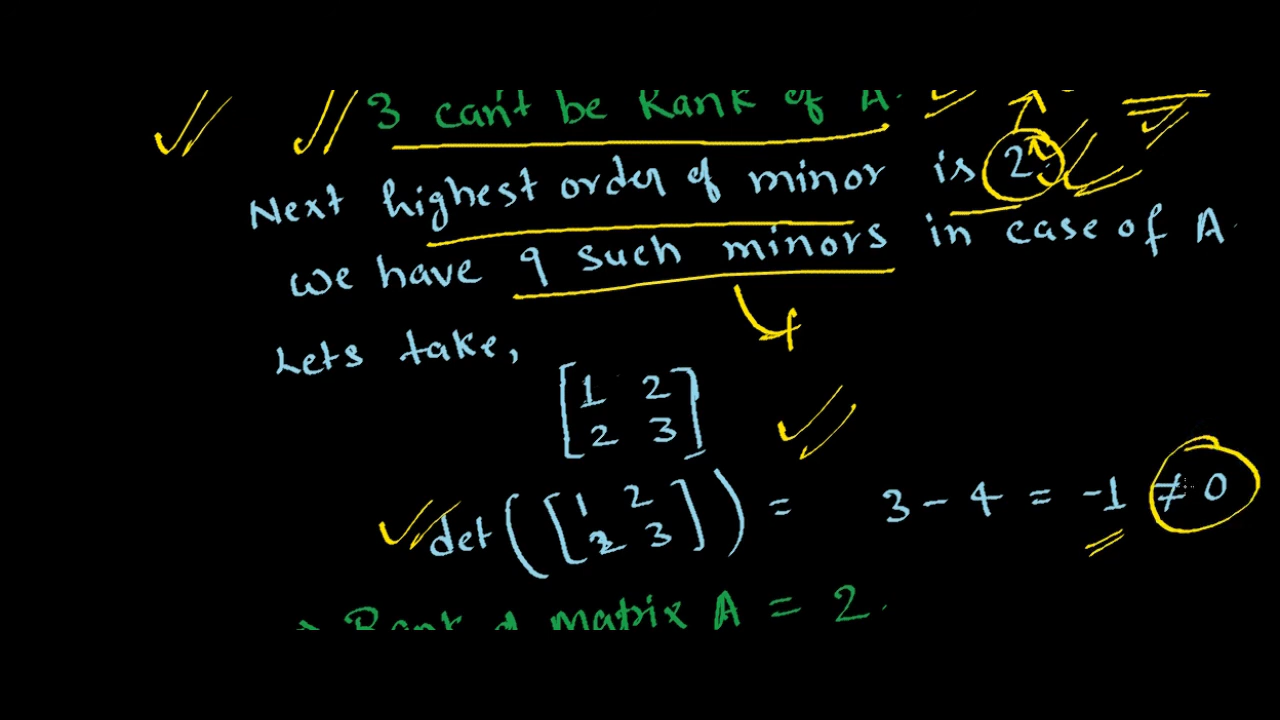 3 can't be Rank of A.
Next highest order of minor is 2.
we have 9 such minors in case of A.
Lets take,
[1 2
2 3]
det([1 2
2 3]) = 3 - 4 = -1 ≠ 0
Rank of matrix A = 2.